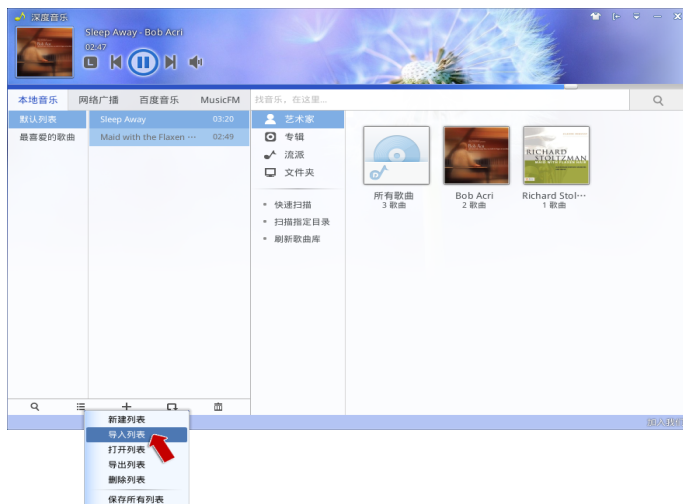 深度音乐
Sleep Away - Bob Acri
02:47
L
本地音乐 网络广播 百度音乐 MusicFM 找音乐，在这里...
默认列表 Sleep Away 03:20 艺术家
最喜爱的歌曲 Maid with the Flaxen ··· 02:49 专辑
流派
文件夹
RICHARD
STOLTZMAN
所有歌曲 Bob Acri Richard Stol···
3 歌曲 2 歌曲 1 歌曲
快速扫描
扫描指定目录
刷新歌曲库
新建列表
导入列表
打开列表
导出列表
删除列表
保存所有列表